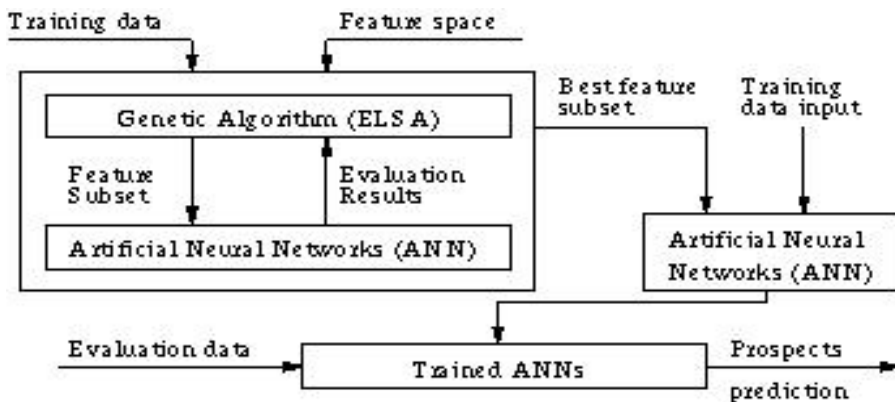 Training data
Feature space
Genetic Algorithm (ELSA)
Feature
Subset
Evaluation
Results
Artificial Neural Networks (ANN)
Best feature
subset
Training
data input
Artificial Neural
Networks (ANN)
Evaluation data
Trained ANNs
Prospects
prediction